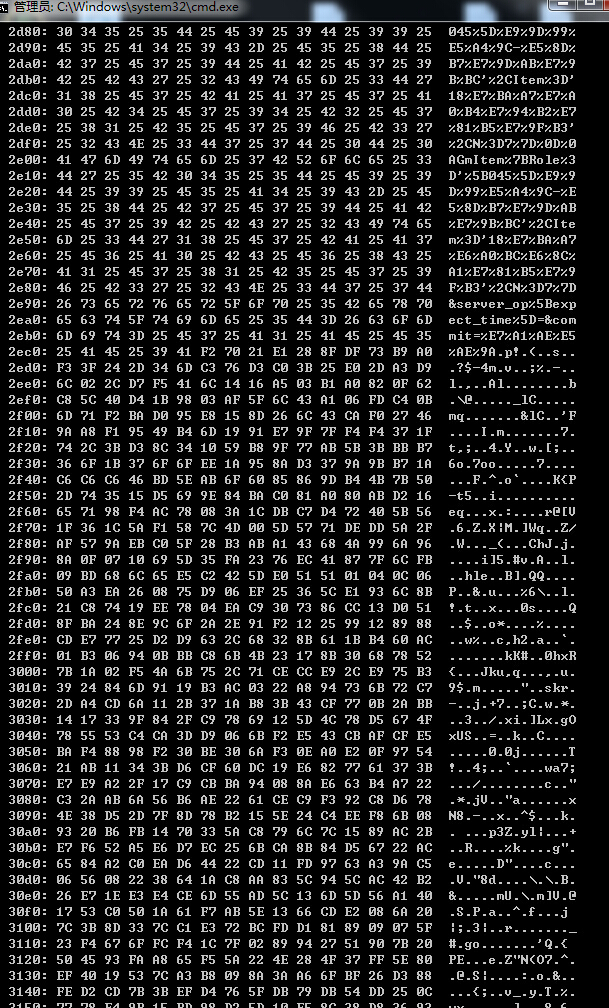 管理员: C:\Windows\system32\cmd.exe
2d80: 30 34 35 25 35 44 25 45 39 25 39 44 25 39 39 25 045%5D%E9%9D%99%
2d90: 45 35 25 41 34 25 39 43 2D 25 45 35 25 38 44 25 E5%A4%9C-%E5%8D%
2da0: 42 37 25 45 37 25 39 44 25 41 42 25 45 37 25 39 B7%E7%9D%AB%E7%9
2db0: 42 25 42 43 27 25 32 43 49 74 65 6D 25 33 44 27 B%BC'%2CItem%3D'
2dc0: 31 38 25 45 37 25 42 41 25 41 37 25 45 37 25 41 18%E7%BA%A7%E7%A
2dd0: 30 25 42 34 25 45 37 25 39 34 25 42 32 25 45 37 0%B4%E7%94%B2%E7
2de0: 25 38 31 25 42 35 25 45 37 25 39 46 25 42 33 27 %81%B5%E7%9F%B3'
2df0: 25 32 43 4E 25 33 44 37 25 37 44 25 30 44 25 30 %2CN%3D7%7D%0D%0
2e00: 41 47 6D 49 74 65 6D 25 37 42 52 6F 6C 65 25 33 AGmItem%7BRole%3
2e10: 44 27 25 35 42 30 34 35 25 35 44 25 45 39 25 39 D'%5B045%5D%E9%9
2e20: 44 25 39 39 25 45 35 25 41 34 25 39 43 2D 25 45 D%99%E5%A4%9C-%E
2e30: 35 25 38 44 25 42 37 25 45 37 25 39 44 25 41 42 5%8D%B7%E7%9D%AB
2e40: 25 45 37 25 39 42 25 42 43 27 25 32 43 49 74 65 %E7%9B%BC'%2CIte
2e50: 6D 25 33 44 27 31 38 25 45 37 25 42 41 25 41 37 m%3D'18%E7%BA%A7
2e60: 25 45 36 25 41 30 25 42 43 25 45 36 25 38 43 25 %E6%A0%BC%E6%8C%
2e70: 41 31 25 45 37 25 38 31 25 42 35 25 45 37 25 39 A1%E7%81%B5%E7%9
2e80: 46 25 42 33 27 25 32 43 4E 25 33 44 37 25 37 44 F%B3'%2CN%3D7%7D
2e90: 26 73 65 72 76 65 72 5F 6F 70 25 35 42 65 78 70 &server_op%5Bexp
2ea0: 65 63 74 5F 74 69 6D 65 25 35 44 3D 26 63 6F 6D ect_time%5D=&com
2eb0: 6D 69 74 3D 25 45 37 25 41 31 25 41 45 25 45 35 mit=%E7%A1%AE%E5
2ec0: 25 41 45 25 39 41 F2 70 21 E1 28 8F DF 73 B9 A0 %AE%9A.p!.(..s..
2ed0: F3 3F 24 2D 34 6D C3 76 D3 C0 3B 25 E0 2D A3 D9 .?$-4m.v..;%.-..
2ee0: 6C 02 2C D7 F5 41 6C 14 16 A5 03 B1 A0 82 0F 62 l.,..Al........b
2ef0: C8 5C 40 D4 1B 98 03 AF 5F 6C 43 A1 06 FD C4 0B .\@....._lC.....
2f00: 6D 71 F2 BA D0 95 E8 15 8D 26 6C 43 CA F0 27 46 mq.......&lC..'F
2f10: 9A A8 F1 95 49 B4 6D 19 91 E7 9F 7F F4 F4 37 1F ....I.m.......7.
2f20: 74 2C 3B D3 8C 34 10 59 B8 9F 77 AB 5B 3B BB B7 t,;..4.Y..w.[;..
2f30: 36 6F 1B 37 6F 6F EE 1A 95 8A D3 37 9A 9B B7 1A 6o.7oo.....7....
2f40: C6 C6 C6 46 BD 5E AB 6F 60 85 86 9D B4 4B 7B 50 ...F.^.o`....K{P
2f50: 2D 74 35 15 D5 69 9E 84 BA C0 81 A0 80 AB D2 16 -t5..i..........
2f60: 65 71 98 F4 AC 78 08 3A 1C DB C7 D4 72 40 5B 56 eq...x.:....r@[V
2f70: 1F 36 1C 5A F1 58 7C 4D 00 5D 57 71 DE DD 5A 2F .6.Z.X|M.]Wq..Z/
2f80: AF 57 9A EB C0 5F 28 B3 AB A1 43 68 4A 99 6A 96 .W..._(...ChJ.j.
2f90: 8A 0F 07 10 69 5D 35 FA 23 76 EC 41 87 7F 6C FB ....i]5.#v.A..l.
2fa0: 09 BD 68 6C 65 E5 C2 42 5D E0 51 51 01 04 0C 06 ..hle..B].QQ....
2fb0: 50 A3 EA 26 08 75 D9 06 EF 25 36 5C E1 93 6C 8B P..&.u...%6\..l.
2fc0: 21 C8 74 19 EE 78 04 EA C9 30 73 86 CC 13 D0 51 !.t..x...0s....Q
2fd0: 8F BA 24 8E 9C 6F 2A 2E 91 F2 12 25 99 12 89 88 ..$..o*....%....
2fe0: CD E7 77 25 D2 D9 63 2C 68 32 8B 61 1B B4 60 AC ..w%..c,h2.a..`.
2ff0: 01 B3 06 94 0B BB C8 6B 4B 23 17 8B 30 68 78 52 .......kK#..0hxR
3000: 7B 1A 02 F5 4A 6B 75 2C 71 CE CC E9 2C E9 75 B3 {...Jku,q...,.u.
3010: 39 24 84 6D 91 19 B3 AC 03 22 A8 94 73 6B 72 C7 9$.m....."..skr.
3020: 2D A4 CD 6A 11 2B 37 1A B8 3B 43 CF 77 0B 2A BB -..j.+7..;C.w.*.
3030: 14 17 33 9F 84 2F C9 78 69 12 5D 4C 78 D5 67 4F ..3../.xi.]Lx.gO
3040: 78 55 53 C4 CA 3D D9 06 6B F2 E5 43 CB AF CF E5 xUS..=..k..C....
3050: BA F4 88 98 F2 30 BE 30 6A F3 0E A0 E2 0F 97 54 .....0.0j......T
3060: 21 AB 11 34 3B D6 CF 60 DC 19 E6 82 77 61 37 3B !..4;..`....wa7;
3070: E7 E9 A2 2F 17 C9 CB BA 94 08 8A E6 63 B4 A7 22 .../........c.."
3080: C3 2A AB 6A 56 B6 AE 22 61 CE C9 F3 92 C8 D6 78 .*.jV.."a......x
3090: 4E 38 D5 2D 7F 8D 78 B2 15 5E 24 C4 EE F8 6B 08 N8.-..x..^$...k.
30a0: 93 20 B6 FB 14 70 33 5A C8 79 6C 7C 15 89 AC 2B . ...p3Z.yl|...+
30b0: E7 F6 52 A5 E6 D7 EC 25 6B CA 8B 84 D5 67 22 AC ..R....%k....g".
30c0: 65 84 A2 C0 EA D6 44 22 CD 11 FD 97 63 A3 9A C5 e.....D"....c...
30d0: 06 56 08 22 38 64 1A C8 AA 83 5C 94 5C AC 42 B2 .V."8d....\.\.B.
30e0: 26 E7 1E E3 E4 CE 6D 55 AD 5C 13 6D 5D 56 A1 40 &.....mU.\.m]V.@
30f0: 17 53 C0 50 1A 61 F7 AB 5E 13 66 CD E2 08 6A 20 .S.P.a..^.f...j
3100: 7C 3B 8D 33 7C C1 E3 72 BC FD D1 81 89 09 07 5F |;.3|..r......._
3110: 23 F4 67 6F FC F4 1C 7F 02 89 94 27 51 90 7B 20 #.go.......'Q.{
3120: 50 45 93 FA A8 65 F5 5A 22 4E 28 4F 37 FF 5E 80 PE...e.Z"N(O7.^.
3130: EF 40 19 53 7C A3 B8 09 8A 3A A6 6F BF 26 D3 88 .@.S|....:.o.&..
3140: FE D2 CD 7B 3B EF D4 76 5F DB 79 DB 54 DD 25 0C ...{;..v_.y.T.%.